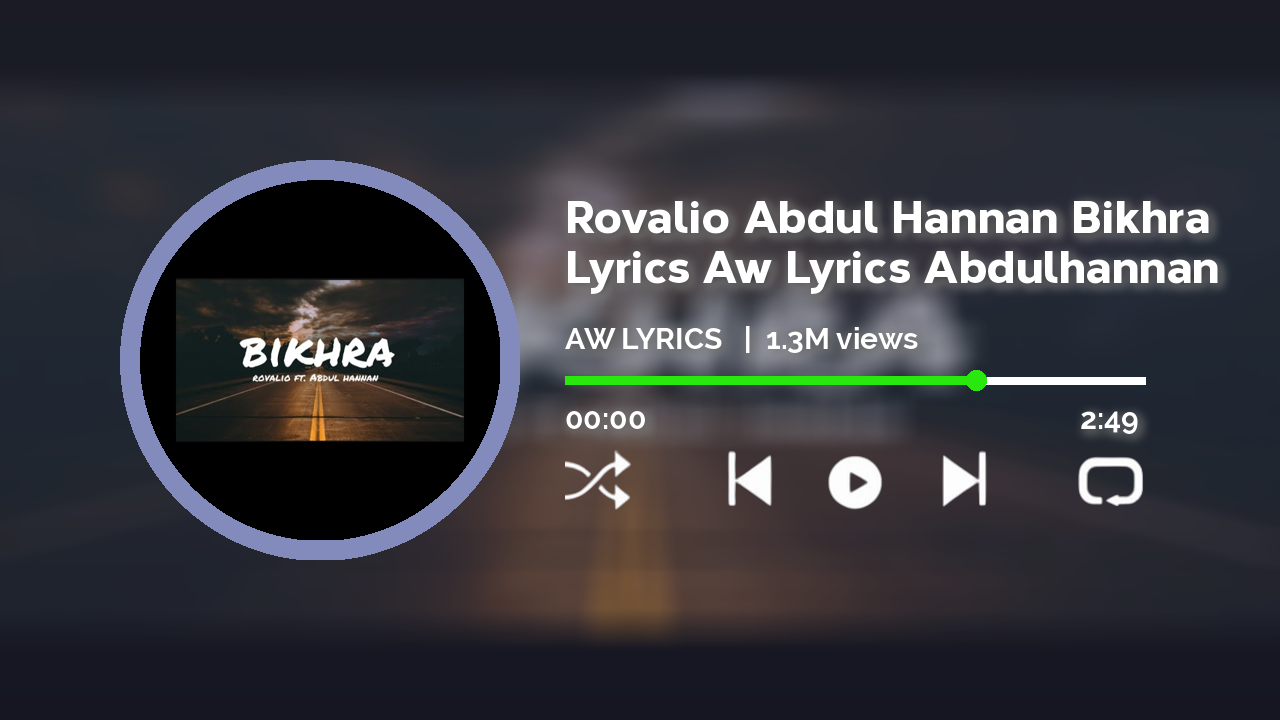 BIKHRA
ROVALIO FT. ABDUL HANNAN
Rovalio Abdul Hannan Bikhra
Lyrics Aw Lyrics Abdulhannan
AW LYRICS | 1.3M views
00:00 2:49